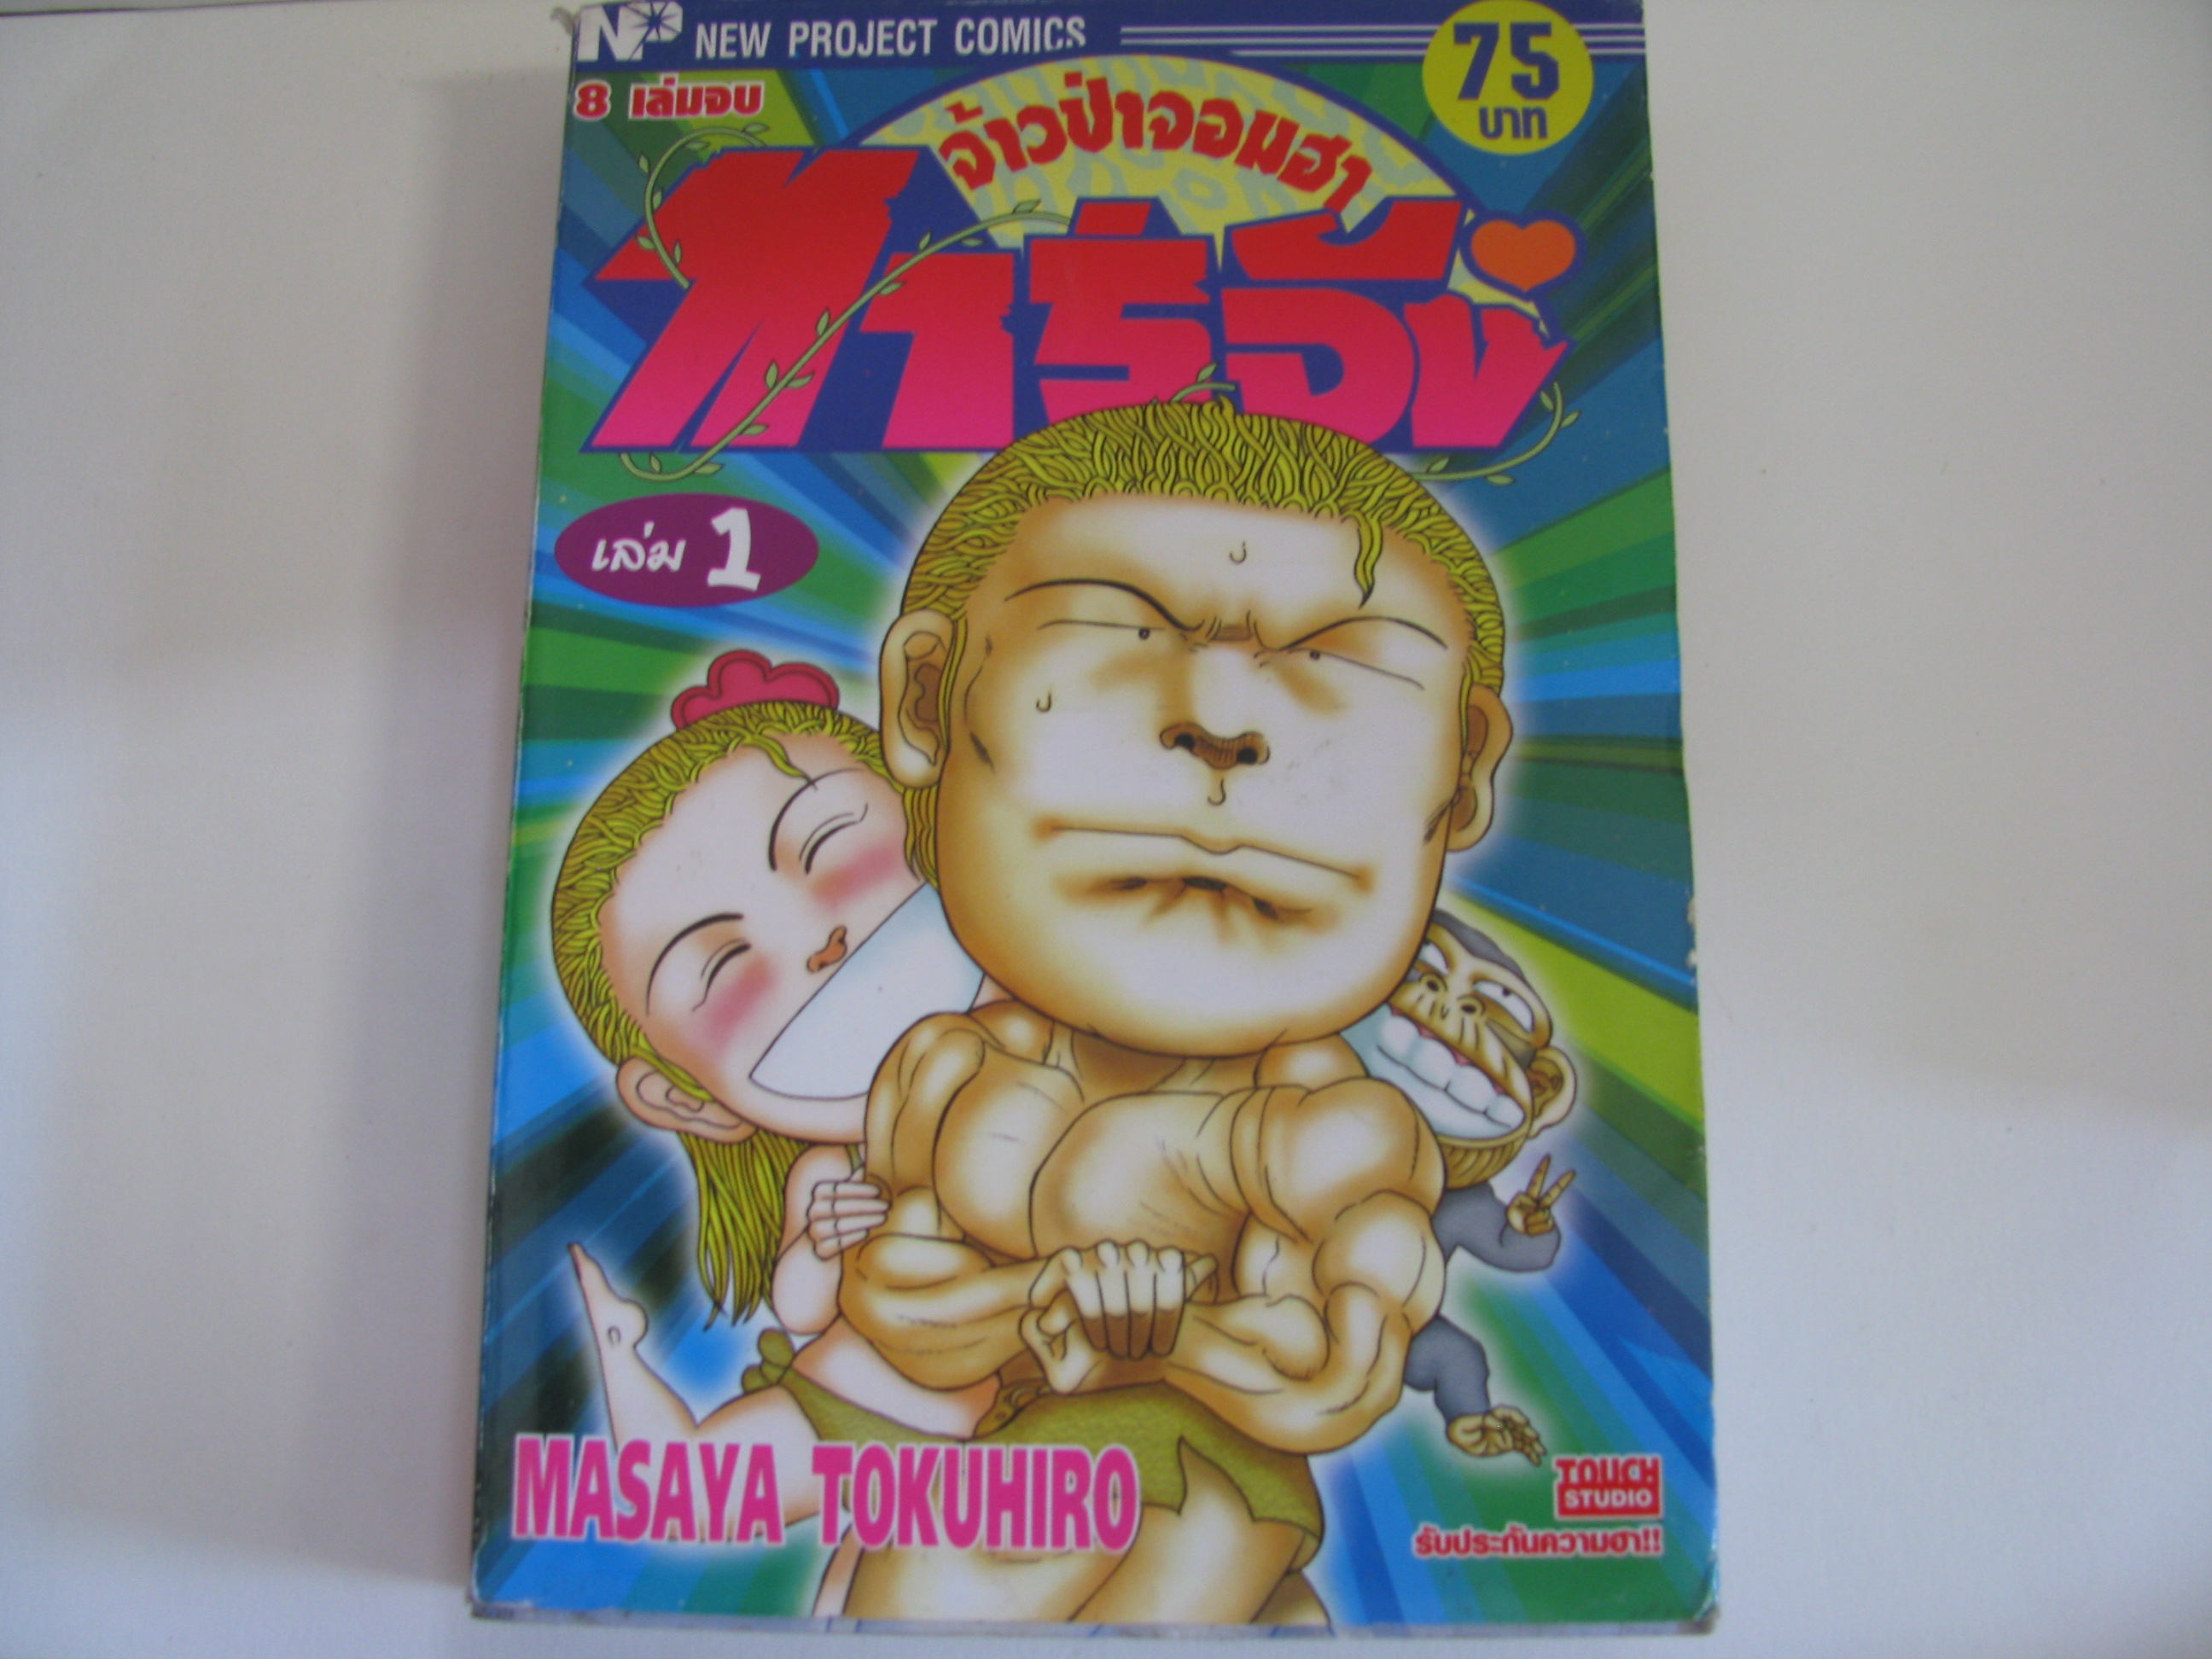 NP NEW PROJECT COMICS
75
บาท
8 เล่มจบ
จ้าวป่าจอมฮา
ทาร์จัง
เล่ม 1
MASAYA TOKUHIRO
TOUCH
STUDIO
รับประกันความฮา!!